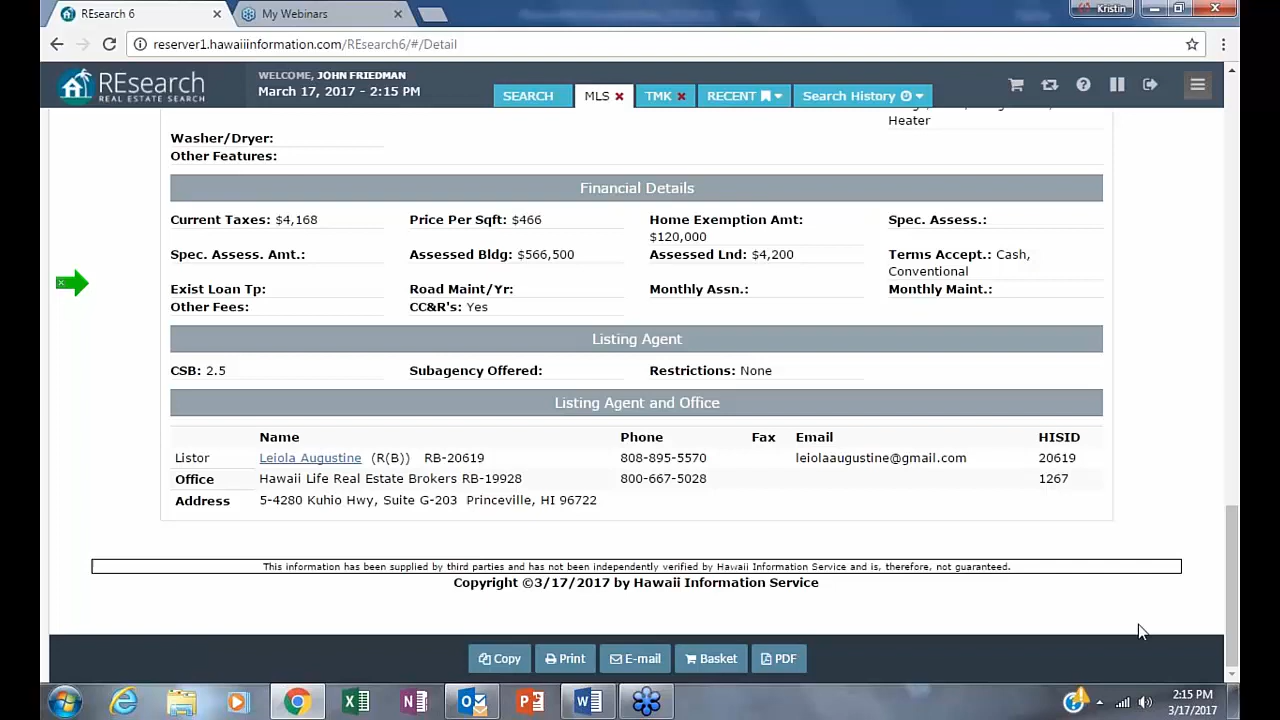 REsearch 6
My Webinars
Kristin
reserver1.hawaiiinformation.com/REsearch6/#/Detail
REsearch
REAL ESTATE SEARCH
WELCOME, JOHN FRIEDMAN
March 17, 2017 - 2:15 PM
SEARCH MLS TMK RECENT Search History
Heater
Washer/Dryer:
Other Features:
Financial Details
Current Taxes: $4,168 Price Per Sqft: $466 Home Exemption Amt: Spec. Assess.:
$120,000
Spec. Assess. Amt.: Assessed Bldg: $566,500 Assessed Lnd: $4,200 Terms Accept.: Cash,
Conventional
Exist Loan Tp: Road Maint/Yr: Monthly Assn.: Monthly Maint.:
Other Fees: CC&R's: Yes
Listing Agent
CSB: 2.5 Subagency Offered: Restrictions: None
Listing Agent and Office
Name Phone Fax Email HISID
Listor Leiola Augustine (R(B)) RB-20619 808-895-5570 leiolaaugustine@gmail.com 20619
Office Hawaii Life Real Estate Brokers RB-19928 800-667-5028 1267
Address 5-4280 Kuhio Hwy, Suite G-203 Princeville, HI 96722
This information has been supplied by third parties and has not been independently verified by Hawaii Information Service and is, therefore, not guaranteed.
Copyright ©3/17/2017 by Hawaii Information Service
Copy Print E-mail Basket PDF
2:15 PM
3/17/2017